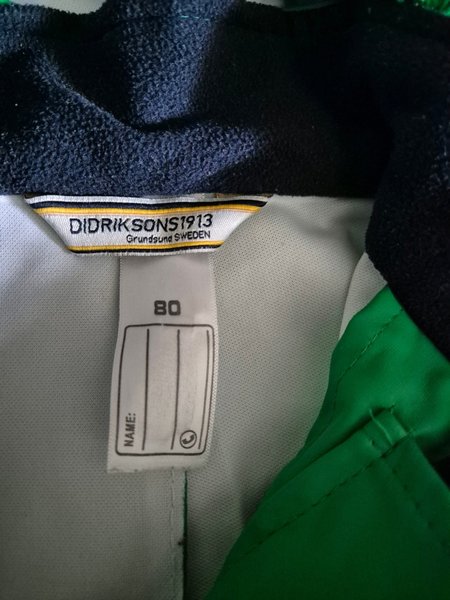 DIDRIKSONS1913
Grundsund SWEDEN
80
NAME: